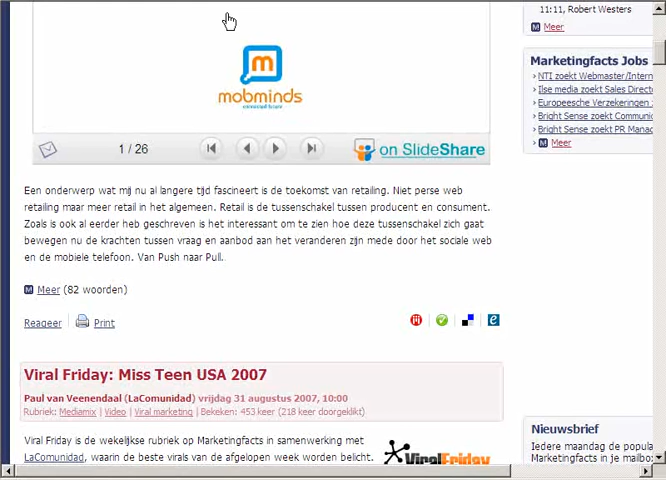 mobminds
1 / 26
on SlideShare
Een onderwerp wat mij nu al langere tijd fascineert is de toekomst van retailing. Niet perse web
retailing maar meer retail in het algemeen. Retail is de tussenschakel tussen producent en consument.
Zoals is ook al eerder heb geschreven is het interessant om te zien hoe deze tussenschakel zich gaat
bewegen nu de krachten tussen vraag en aanbod aan het veranderen zijn mede door het sociale web
en de mobiele telefoon. Van Push naar Pull.
M Meer (82 woorden)
Reageer Print
Viral Friday: Miss Teen USA 2007
Paul van Veenendaal (LaComunidad) vrijdag 31 augustus 2007, 10:00
Rubriek: Mediamix | Video | Viral marketing | Bekeken: 453 keer (218 keer doorgeklikt)
Viral Friday is de wekelijkse rubriek op Marketingfacts in samenwerking met
LaComunidad, waarin de beste virals van de afgelopen week worden belicht.
ViralFriday
11:11, Robert Westers
M Meer
Marketingfacts Jobs
NTI zoekt Webmaster/Intern
Ilse media zoekt Sales Direct
Europeesche Verzekeringen z
Bright Sense zoekt Communi
Bright Sense zoekt PR Manac
M Meer
Nieuwsbrief
Iedere maandag de popula
Marketingfacts in je mailbox